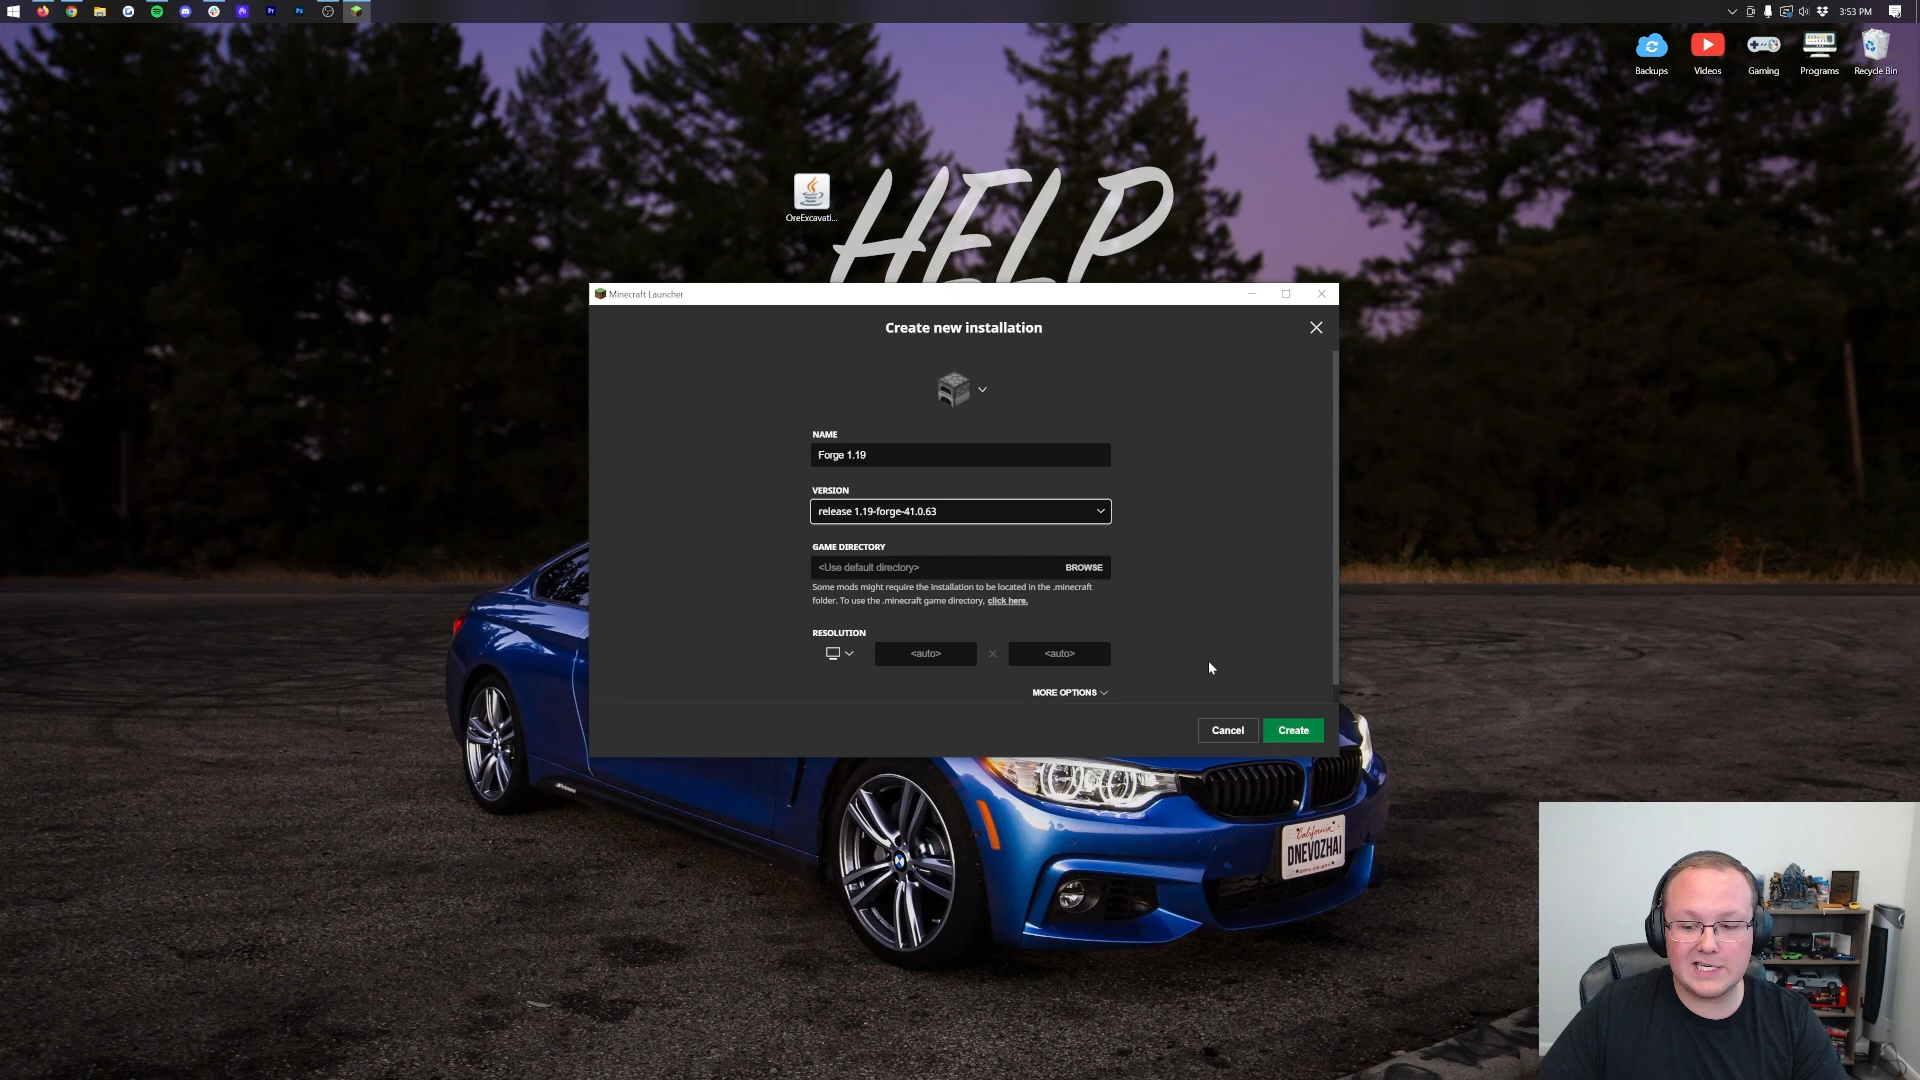 3:53 PM
Backups
Videos
Gaming
Programs
Recycle Bin
OreExcavati...
HELP
Minecraft Launcher
Create new installation
NAME
Forge 1.19
VERSION
release 1.19-forge-41.0.63
GAME DIRECTORY
<Use default directory>
BROWSE
Some mods might require the installation to be located in the .minecraft
folder. To use the .minecraft game directory, click here.
RESOLUTION
<auto>
<auto>
MORE OPTIONS
Cancel
Create
California
DNEVOZHAI